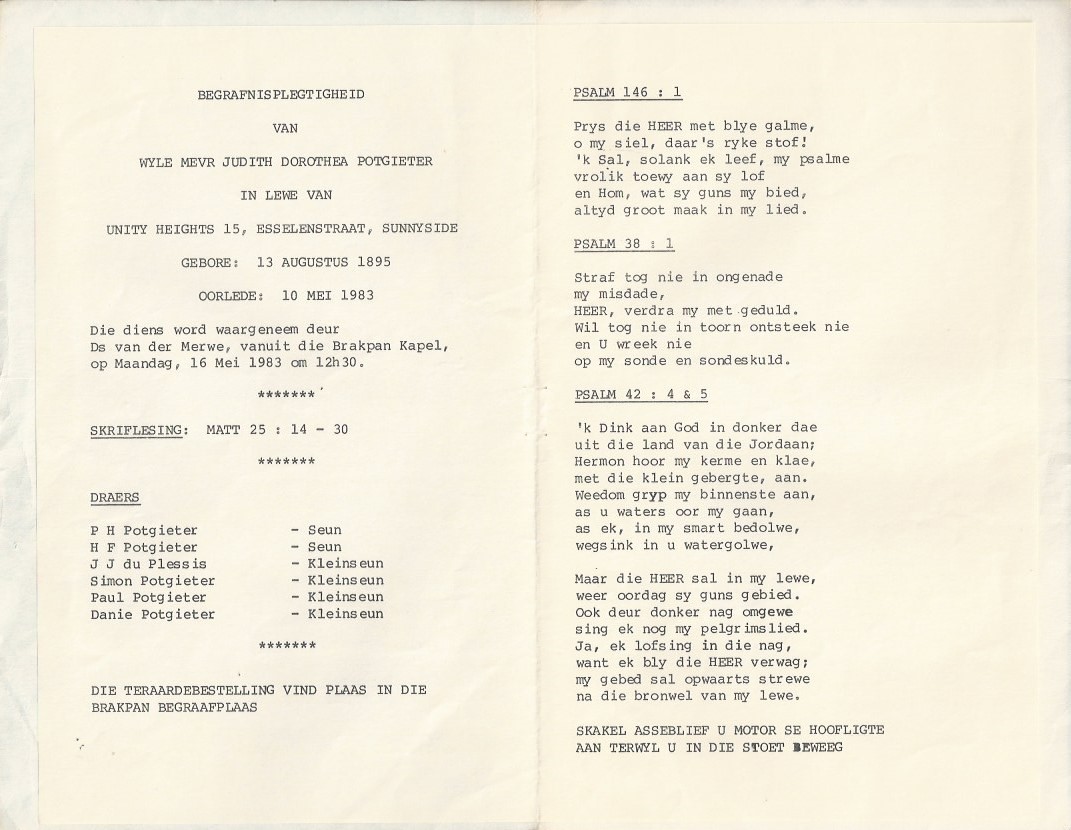 BEGRAFNISPLEGTIGHEID
VAN
WYLE MEVR JUDITH DOROTHEA POTGIETER
IN LEWE VAN
UNITY HEIGHTS 15, ESSELENSTRAAT, SUNNYSIDE
GEBORE: 13 AUGUSTUS 1895
OORLEDE: 10 MEI 1983
Die diens word waargeneem deur
Ds van der Merwe, vanuit die Brakpan Kapel,
op Maandag, 16 Mei 1983 om 12h30.
*******
SKRIFLESING: MATT 25 : 14 - 30
*******
DRAERS
P H Potgieter - Seun
H F Potgieter - Seun
J J du Plessis - Kleinseun
Simon Potgieter - Kleinseun
Paul Potgieter - Kleinseun
Danie Potgieter - Kleinseun
*******
DIE TERAARDEBESTELLING VIND PLAAS IN DIE
BRAKPAN BEGRAAFPLAAS
PSALM 146 : 1
Prys die HEER met blye galme,
o my siel, daar's ryke stof!
'k Sal, solank ek leef, my psalme
vrolik toewy aan sy lof
en Hom, wat sy guns my bied,
altyd groot maak in my lied.
PSALM 38 : 1
Straf tog nie in ongenade
my misdade,
HEER, verdra my met geduld.
Wil tog nie in toorn ontsteek nie
en U wreek nie
op my sonde en sondeskuld.
PSALM 42 : 4 & 5
'k Dink aan God in donker dae
uit die land van die Jordaan;
Hermon hoor my kerme en klae,
met die klein gebergte, aan.
Weedom gryp my binnenste aan,
as u waters oor my gaan,
as ek, in my smart bedolwe,
wegsink in u watergolwe,
Maar die HEER sal in my lewe,
weer oordag sy guns gebied.
Ook deur donker nag omgewe
sing ek nog my pelgrimslied.
Ja, ek lofsing in die nag,
want ek bly die HEER verwag;
my gebed sal opwaarts strewe
na die bronwel van my lewe.
SKAKEL ASSEBLIEF U MOTOR SE HOOFLIGTE
AAN TERWYL U IN DIE STOET BEWEEG